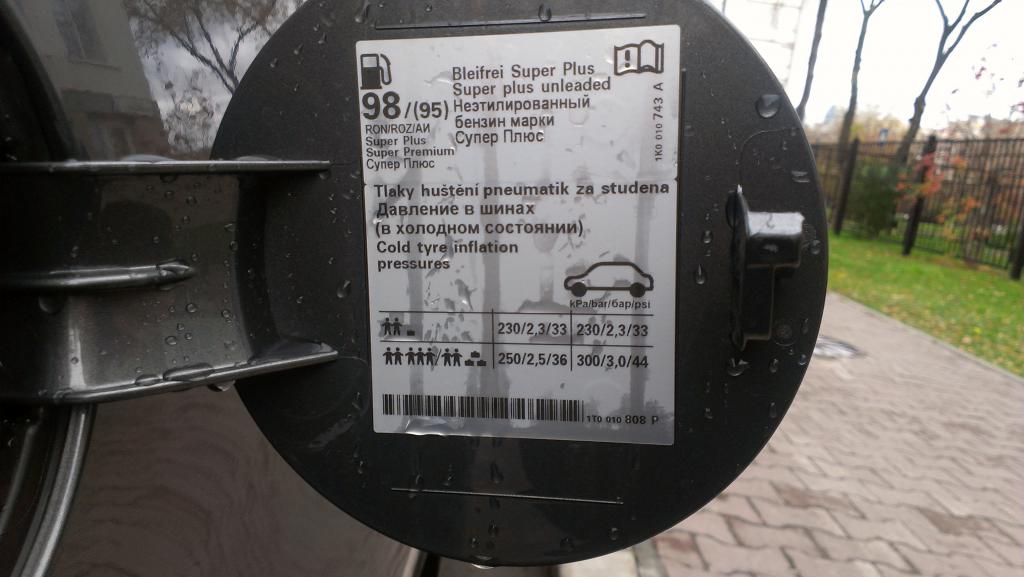 98/(95)
RON/ROZ/АИ
Super Plus
Super Premium
Супер Плюс
Bleifrei Super Plus
Super plus unleaded
Неэтилированный
бензин марки
Супер Плюс
1K0 010 743 A
Tlaky huštění pneumatik za studena
Давление в шинах
(в холодном состоянии)
Cold tyre inflation
pressures
kPa/bar/бар/psi
230/2,3/33 230/2,3/33
250/2,5/36 300/3,0/44
1T0 010 808 P